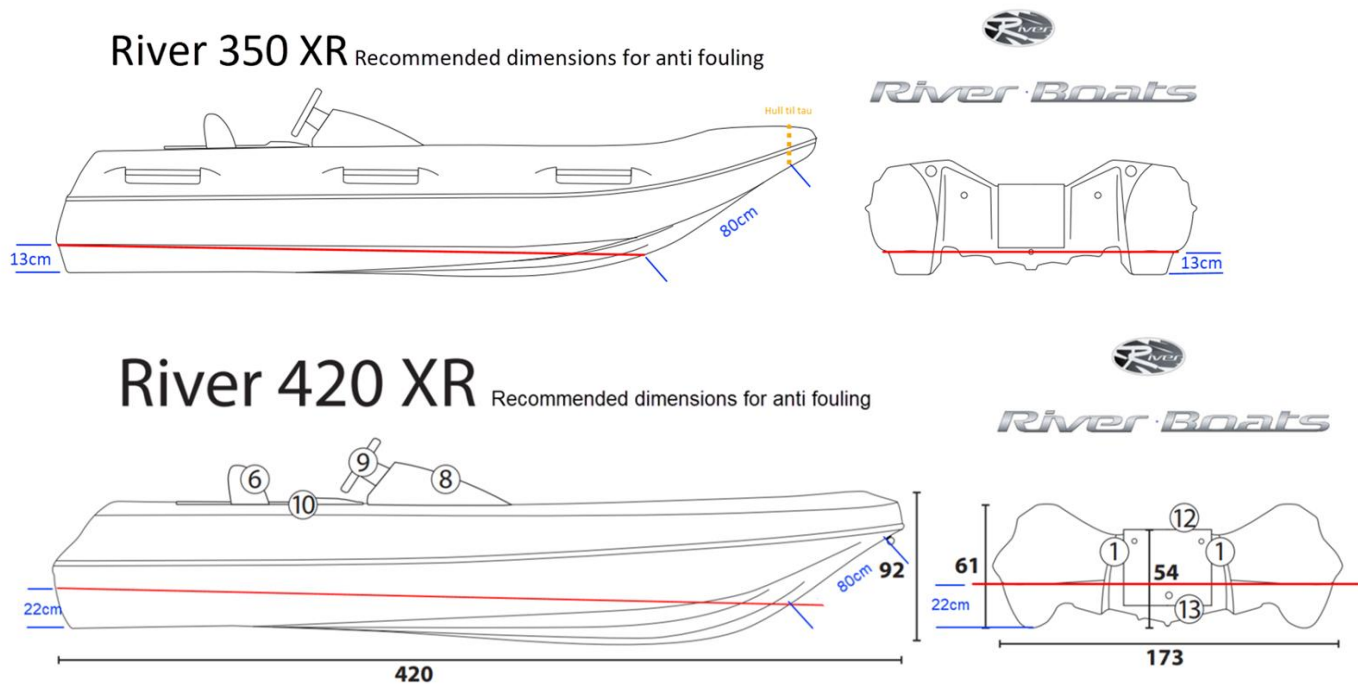 River 350 XR Recommended dimensions for anti fouling
River
River Boats
Hull til tau
80cm
13cm
13cm
River 420 XR Recommended dimensions for anti fouling
River
River Boats
6
9
8
10
12
1
1
61
54
92
80cm
22cm
22cm
13
420
173